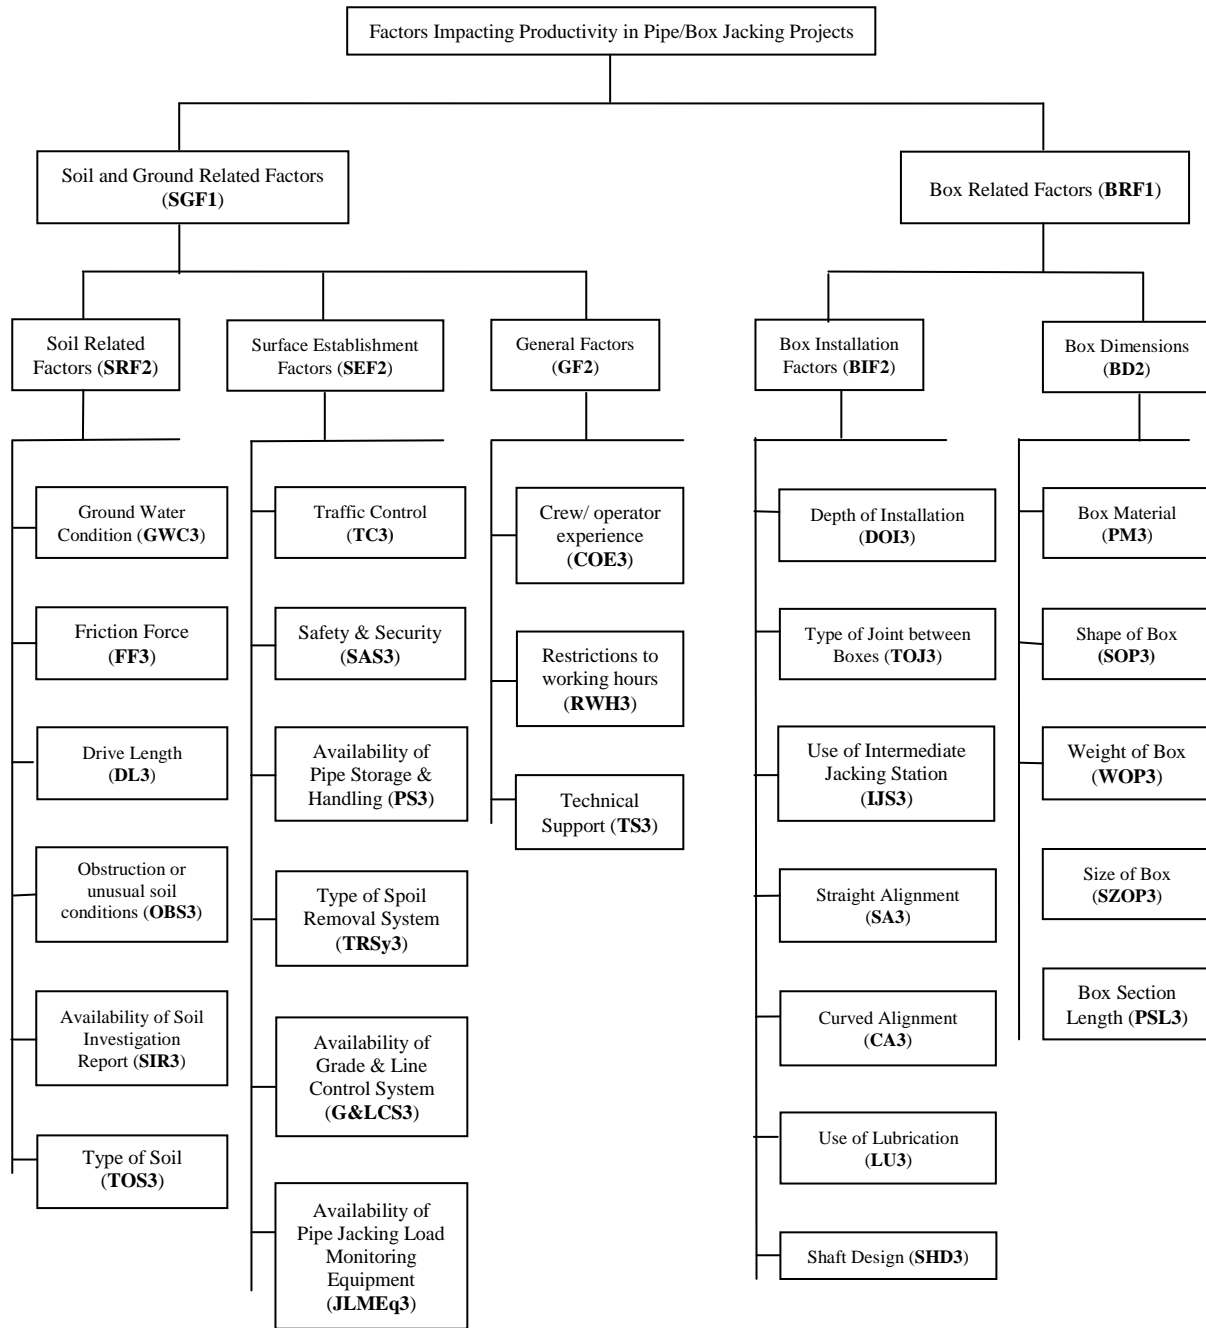 Factors Impacting Productivity in Pipe/Box Jacking Projects
Soil and Ground Related Factors
(SGF1)
Box Related Factors (BRF1)
Soil Related
Factors (SRF2)
Surface Establishment
Factors (SEF2)
General Factors
(GF2)
Box Installation
Factors (BIF2)
Box Dimensions
(BD2)
Ground Water
Condition (GWC3)
Friction Force
(FF3)
Drive Length
(DL3)
Obstruction or
unusual soil
conditions (OBS3)
Availability of Soil
Investigation
Report (SIR3)
Type of Soil
(TOS3)
Traffic Control
(TC3)
Safety & Security
(SAS3)
Availability of
Pipe Storage &
Handling (PS3)
Type of Spoil
Removal System
(TRSy3)
Availability of
Grade & Line
Control System
(G&LCS3)
Availability of
Pipe Jacking Load
Monitoring
Equipment
(JLMEq3)
Crew/ operator
experience
(COE3)
Restrictions to
working hours
(RWH3)
Technical
Support (TS3)
Depth of Installation
(DOI3)
Type of Joint between
Boxes (TOJ3)
Use of Intermediate
Jacking Station
(IJS3)
Straight Alignment
(SA3)
Curved Alignment
(CA3)
Use of Lubrication
(LU3)
Shaft Design (SHD3)
Box Material
(PM3)
Shape of Box
(SOP3)
Weight of Box
(WOP3)
Size of Box
(SZOP3)
Box Section
Length (PSL3)